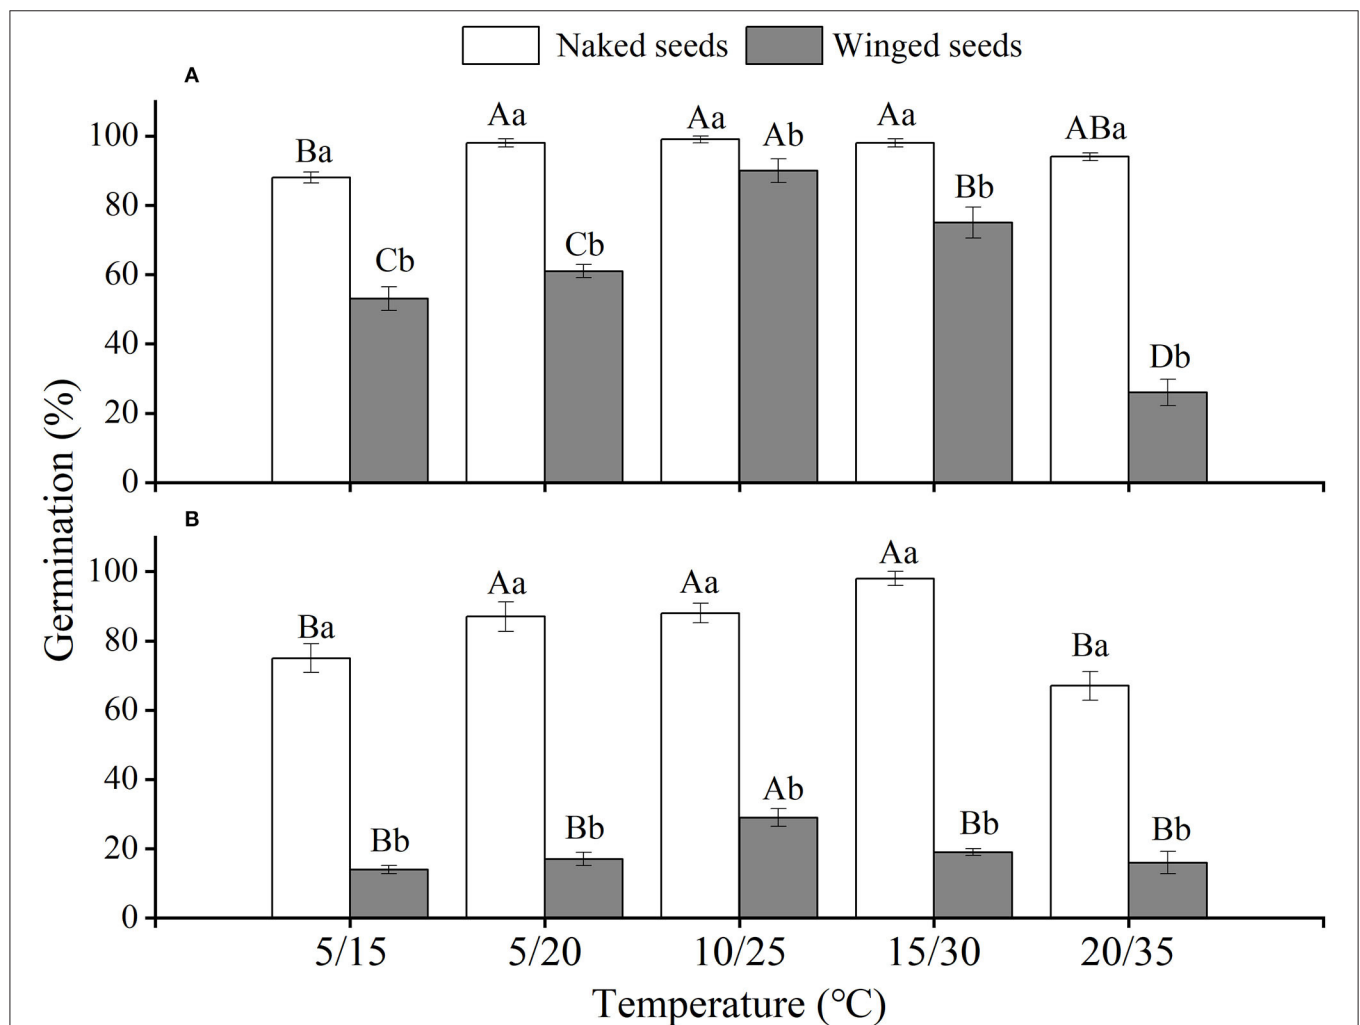 Naked seeds Winged seeds
A
Germination (%)
100
80
60
40
20
0
Ba Cb Aa Cb Aa Ab Aa Bb ABa Db
B
100
80
60
40
20
0
Ba Bb Aa Bb Aa Ab Aa Bb Ba Bb
5/15 5/20 10/25 15/30 20/35
Temperature (℃)